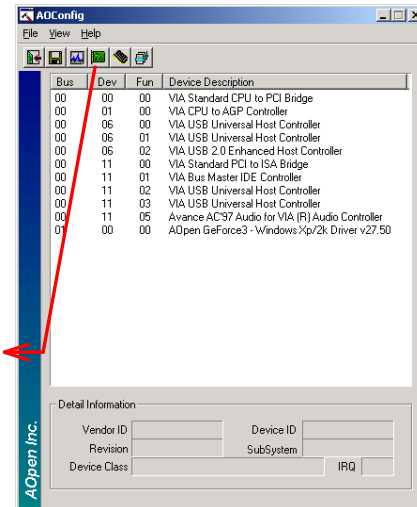 AOConfig
File View Help
Bus Dev Fun Device Description
00 00 00 VIA Standard CPU to PCI Bridge
00 01 00 VIA CPU to AGP Controller
00 06 00 VIA USB Universal Host Controller
00 06 01 VIA USB Universal Host Controller
00 06 02 VIA USB 2.0 Enhanced Host Controller
00 11 00 VIA Standard PCI to ISA Bridge
00 11 01 VIA Bus Master IDE Controller
00 11 02 VIA USB Universal Host Controller
00 11 03 VIA USB Universal Host Controller
00 11 05 Avance AC'97 Audio for VIA (R) Audio Controller
01 00 00 AOpen GeForce3 - Windows Xp/2k Driver v27.50
Detail Information
Vendor ID Device ID
Revision SubSystem
Device Class IRQ
AOpen Inc.